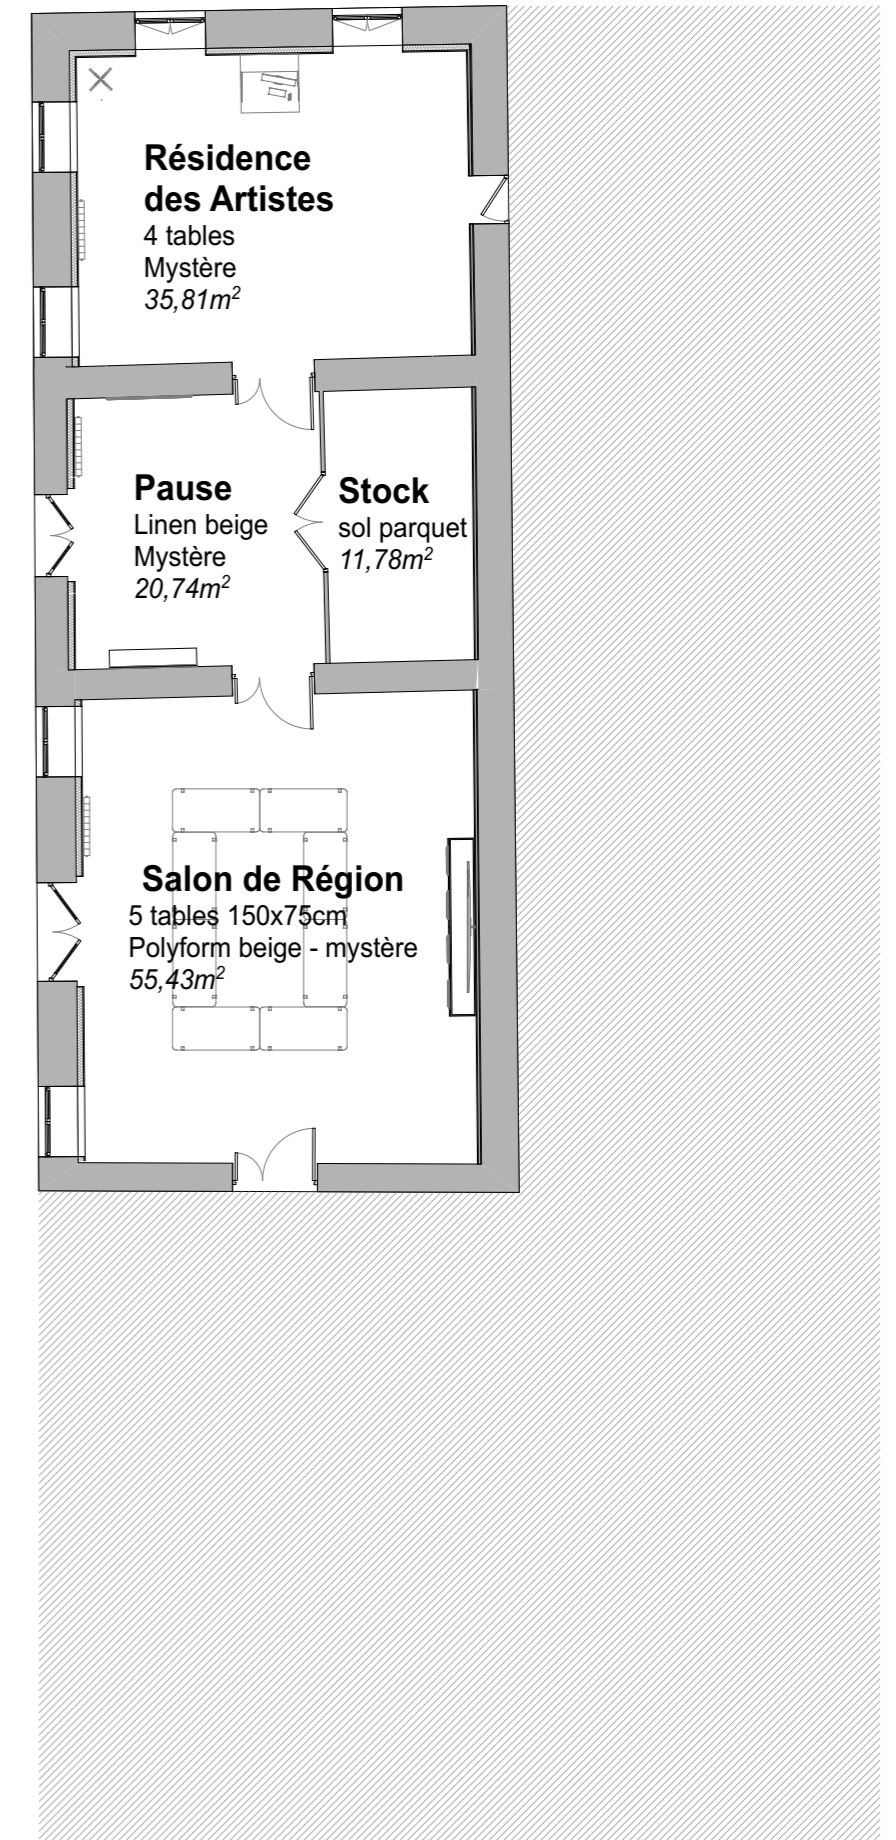 Résidence
des Artistes
4 tables
Mystère
35,81m²
Pause
Linen beige
Mystère
20,74m²
Stock
sol parquet
11,78m²
Salon de Région
5 tables 150x75cm
Polyform beige - mystère
55,43m²